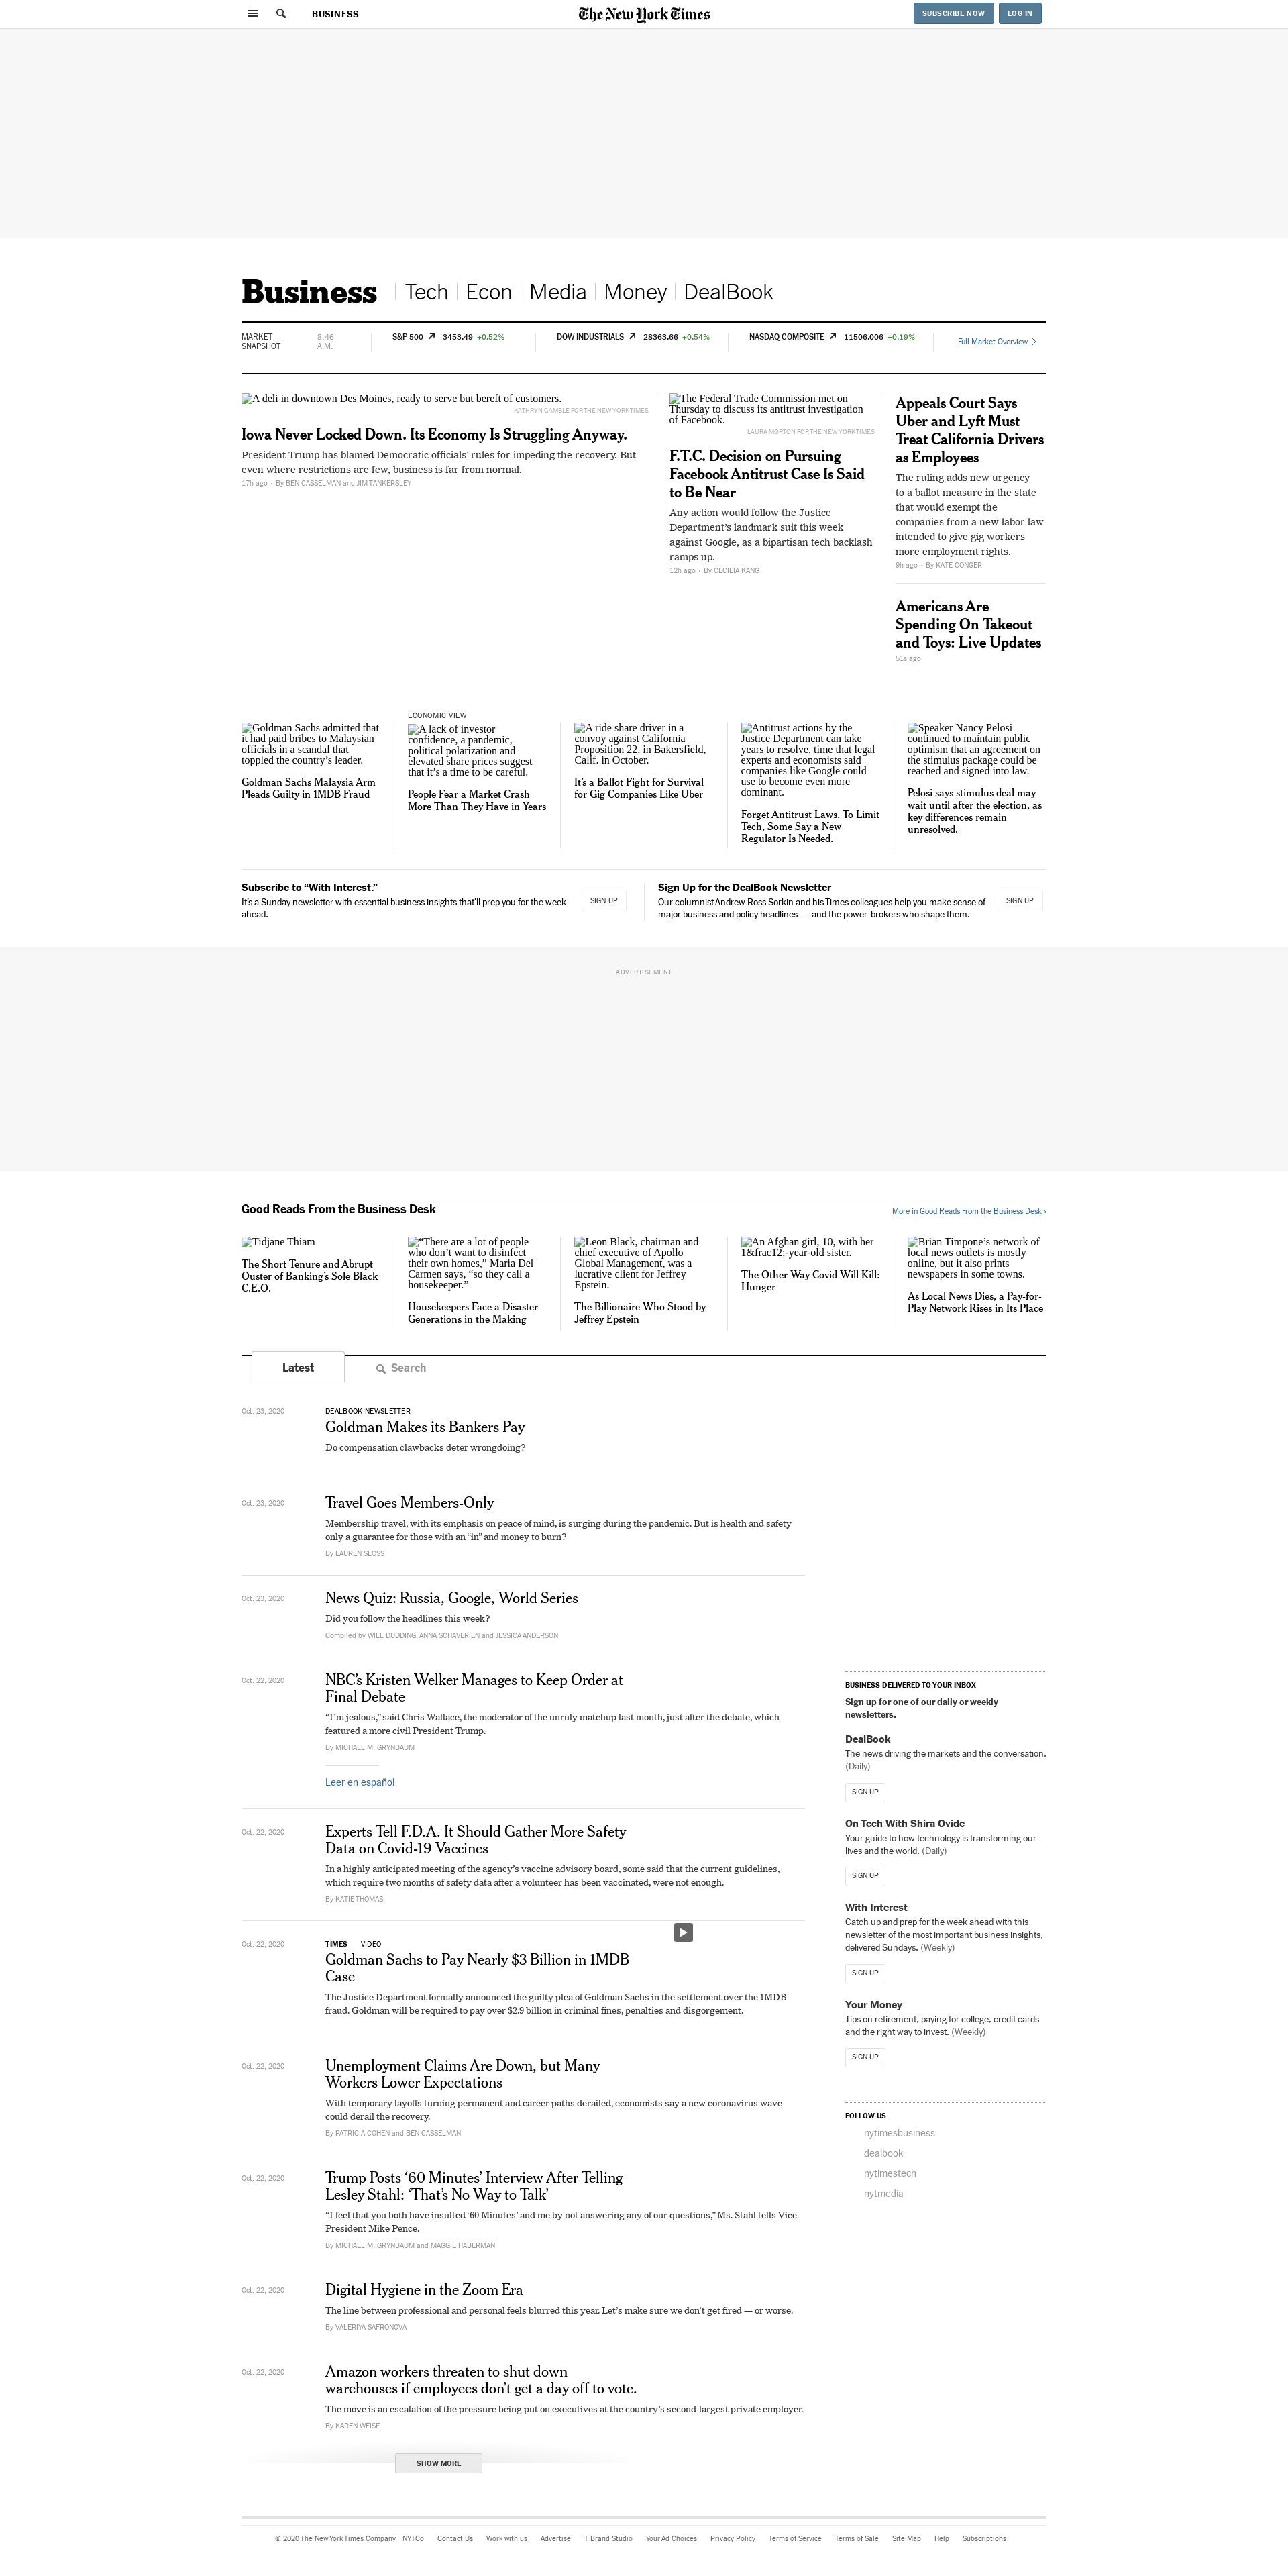 BUSINESS
The New York Times
SUBSCRIBE NOW
LOG IN
Business
Tech
Econ
Media
Money
DealBook
MARKET
SNAPSHOT
8:46
A.M.
S&P 500 3453.49 +0.52%
DOW INDUSTRIALS 28363.66 +0.54%
NASDAQ COMPOSITE 11506.006 +0.19%
Full Market Overview
A deli in downtown Des Moines, ready to serve but bereft of customers.
KATHRYN GAMBLE FOR THE NEW YORK TIMES
Iowa Never Locked Down. Its Economy Is Struggling Anyway.
President Trump has blamed Democratic officials’ rules for impeding the recovery. But
even where restrictions are few, business is far from normal.
17h ago • By BEN CASSELMAN and JIM TANKERSLEY
The Federal Trade Commission met on
Thursday to discuss its antitrust investigation
of Facebook.
LAURA MORTON FOR THE NEW YORK TIMES
F.T.C. Decision on Pursuing
Facebook Antitrust Case Is Said
to Be Near
Any action would follow the Justice
Department’s landmark suit this week
against Google, as a bipartisan tech backlash
ramps up.
12h ago • By CECILIA KANG
Appeals Court Says
Uber and Lyft Must
Treat California Drivers
as Employees
The ruling adds new urgency
to a ballot measure in the state
that would exempt the
companies from a new labor law
intended to give gig workers
more employment rights.
9h ago • By KATE CONGER
Americans Are
Spending On Takeout
and Toys: Live Updates
51s ago
Goldman Sachs admitted that
it had paid bribes to Malaysian
officials in a scandal that
toppled the country’s leader.
Goldman Sachs Malaysia Arm
Pleads Guilty in 1MDB Fraud
ECONOMIC VIEW
A lack of investor
confidence, a pandemic,
political polarization and
elevated share prices suggest
that it’s a time to be careful.
People Fear a Market Crash
More Than They Have in Years
A ride share driver in a
convoy against California
Proposition 22, in Bakersfield,
Calif. in October.
It’s a Ballot Fight for Survival
for Gig Companies Like Uber
Antitrust actions by the
Justice Department can take
years to resolve, time that legal
experts and economists said
companies like Google could
use to become even more
dominant.
Forget Antitrust Laws. To Limit
Tech, Some Say a New
Regulator Is Needed.
Speaker Nancy Pelosi
continued to maintain public
optimism that an agreement on
the stimulus package could be
reached and signed into law.
Pelosi says stimulus deal may
wait until after the election, as
key differences remain
unresolved.
Subscribe to “With Interest.”
It’s a Sunday newsletter with essential business insights that’ll prep you for the week
ahead.
SIGN UP
Sign Up for the DealBook Newsletter
Our columnist Andrew Ross Sorkin and his Times colleagues help you make sense of
major business and policy headlines — and the power-brokers who shape them.
SIGN UP
ADVERTISEMENT
Good Reads From the Business Desk
More in Good Reads From the Business Desk ›
Tidjane Thiam
The Short Tenure and Abrupt
Ouster of Banking’s Sole Black
C.E.O.
“There are a lot of people
who don’t want to disinfect
their own homes,” Maria Del
Carmen says, “so they call a
housekeeper.”
Housekeepers Face a Disaster
Generations in the Making
Leon Black, chairman and
chief executive of Apollo
Global Management, was a
lucrative client for Jeffrey
Epstein.
The Billionaire Who Stood by
Jeffrey Epstein
An Afghan girl, 10, with her
1&frac12;-year-old sister.
The Other Way Covid Will Kill:
Hunger
Brian Timpone’s network of
local news outlets is mostly
online, but it also prints
newspapers in some towns.
As Local News Dies, a Pay-for-
Play Network Rises in Its Place
Latest
Search
Oct. 23, 2020
DEALBOOK NEWSLETTER
Goldman Makes its Bankers Pay
Do compensation clawbacks deter wrongdoing?
Oct. 23, 2020
Travel Goes Members-Only
Membership travel, with its emphasis on peace of mind, is surging during the pandemic. But is health and safety
only a guarantee for those with an “in” and money to burn?
By LAUREN SLOSS
Oct. 23, 2020
News Quiz: Russia, Google, World Series
Did you follow the headlines this week?
Compiled by WILL DUDDING, ANNA SCHAVERIEN and JESSICA ANDERSON
Oct. 22, 2020
NBC’s Kristen Welker Manages to Keep Order at
Final Debate
“I’m jealous,” said Chris Wallace, the moderator of the unruly matchup last month, just after the debate, which
featured a more civil President Trump.
By MICHAEL M. GRYNBAUM
Leer en español
Oct. 22, 2020
Experts Tell F.D.A. It Should Gather More Safety
Data on Covid-19 Vaccines
In a highly anticipated meeting of the agency’s vaccine advisory board, some said that the current guidelines,
which require two months of safety data after a volunteer has been vaccinated, were not enough.
By KATIE THOMAS
Oct. 22, 2020
TIMES VIDEO
Goldman Sachs to Pay Nearly $3 Billion in 1MDB
Case
The Justice Department formally announced the guilty plea of Goldman Sachs in the settlement over the 1MDB
fraud. Goldman will be required to pay over $2.9 billion in criminal fines, penalties and disgorgement.
Oct. 22, 2020
Unemployment Claims Are Down, but Many
Workers Lower Expectations
With temporary layoffs turning permanent and career paths derailed, economists say a new coronavirus wave
could derail the recovery.
By PATRICIA COHEN and BEN CASSELMAN
Oct. 22, 2020
Trump Posts ‘60 Minutes’ Interview After Telling
Lesley Stahl: ‘That’s No Way to Talk’
“I feel that you both have insulted ‘60 Minutes’ and me by not answering any of our questions,” Ms. Stahl tells Vice
President Mike Pence.
By MICHAEL M. GRYNBAUM and MAGGIE HABERMAN
Oct. 22, 2020
Digital Hygiene in the Zoom Era
The line between professional and personal feels blurred this year. Let’s make sure we don’t get fired — or worse.
By VALERIYA SAFRONOVA
Oct. 22, 2020
Amazon workers threaten to shut down
warehouses if employees don’t get a day off to vote.
The move is an escalation of the pressure being put on executives at the country’s second-largest private employer.
By KAREN WEISE
SHOW MORE
BUSINESS DELIVERED TO YOUR INBOX
Sign up for one of our daily or weekly
newsletters.
DealBook
The news driving the markets and the conversation.
(Daily)
SIGN UP
On Tech With Shira Ovide
Your guide to how technology is transforming our
lives and the world. (Daily)
SIGN UP
With Interest
Catch up and prep for the week ahead with this
newsletter of the most important business insights,
delivered Sundays. (Weekly)
SIGN UP
Your Money
Tips on retirement, paying for college, credit cards
and the right way to invest. (Weekly)
SIGN UP
FOLLOW US
nytimesbusiness
dealbook
nytimestech
nytmedia
© 2020 The New York Times Company NYTCo Contact Us Work with us Advertise T Brand Studio Your Ad Choices Privacy Policy Terms of Service Terms of Sale Site Map Help Subscriptions